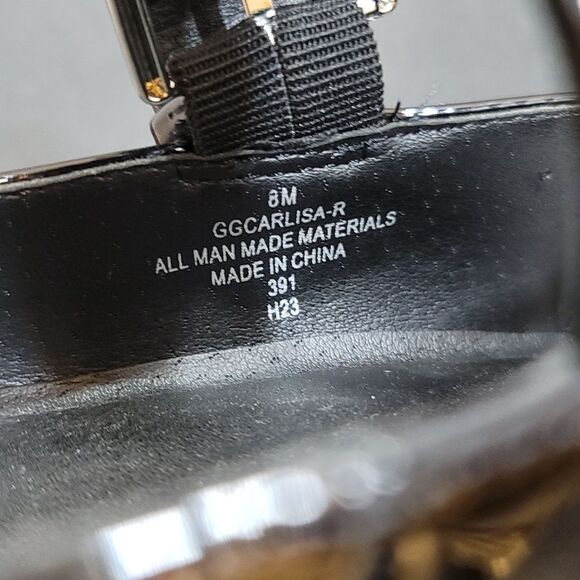 8M
GGCARLISA-R
ALL MAN MADE MATERIALS
MADE IN CHINA
391
H23